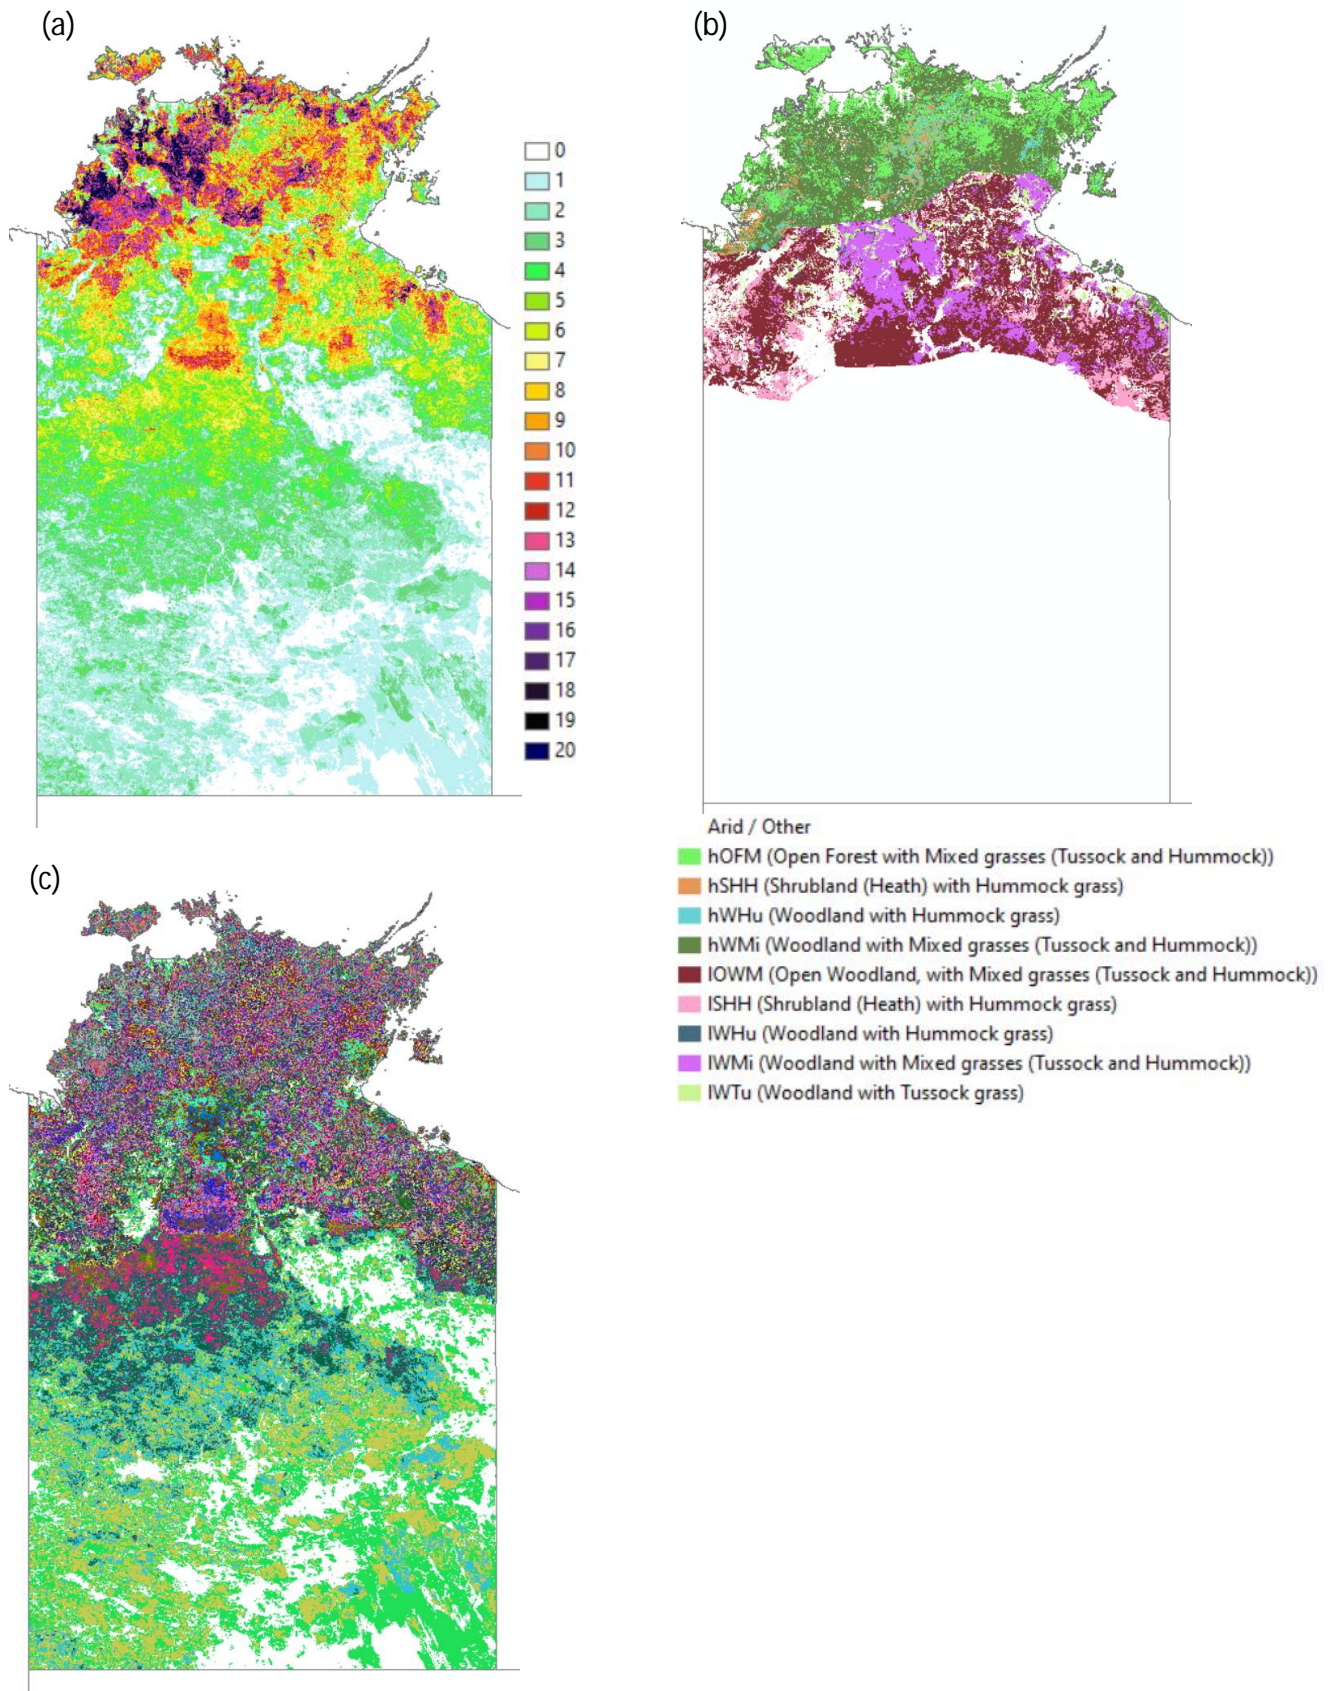 (a)
0
1
2
3
4
5
6
7
8
9
10
11
12
13
14
15
16
17
18
19
20
(b)
Arid / Other
hOFM (Open Forest with Mixed grasses (Tussock and Hummock))
hSHH (Shrubland (Heath) with Hummock grass)
hWHu (Woodland with Hummock grass)
hWMi (Woodland with Mixed grasses (Tussock and Hummock))
lOWM (Open Woodland, with Mixed grasses (Tussock and Hummock))
lSHH (Shrubland (Heath) with Hummock grass)
lWHu (Woodland with Hummock grass)
lWMi (Woodland with Mixed grasses (Tussock and Hummock))
lWTu (Woodland with Tussock grass)
(c)